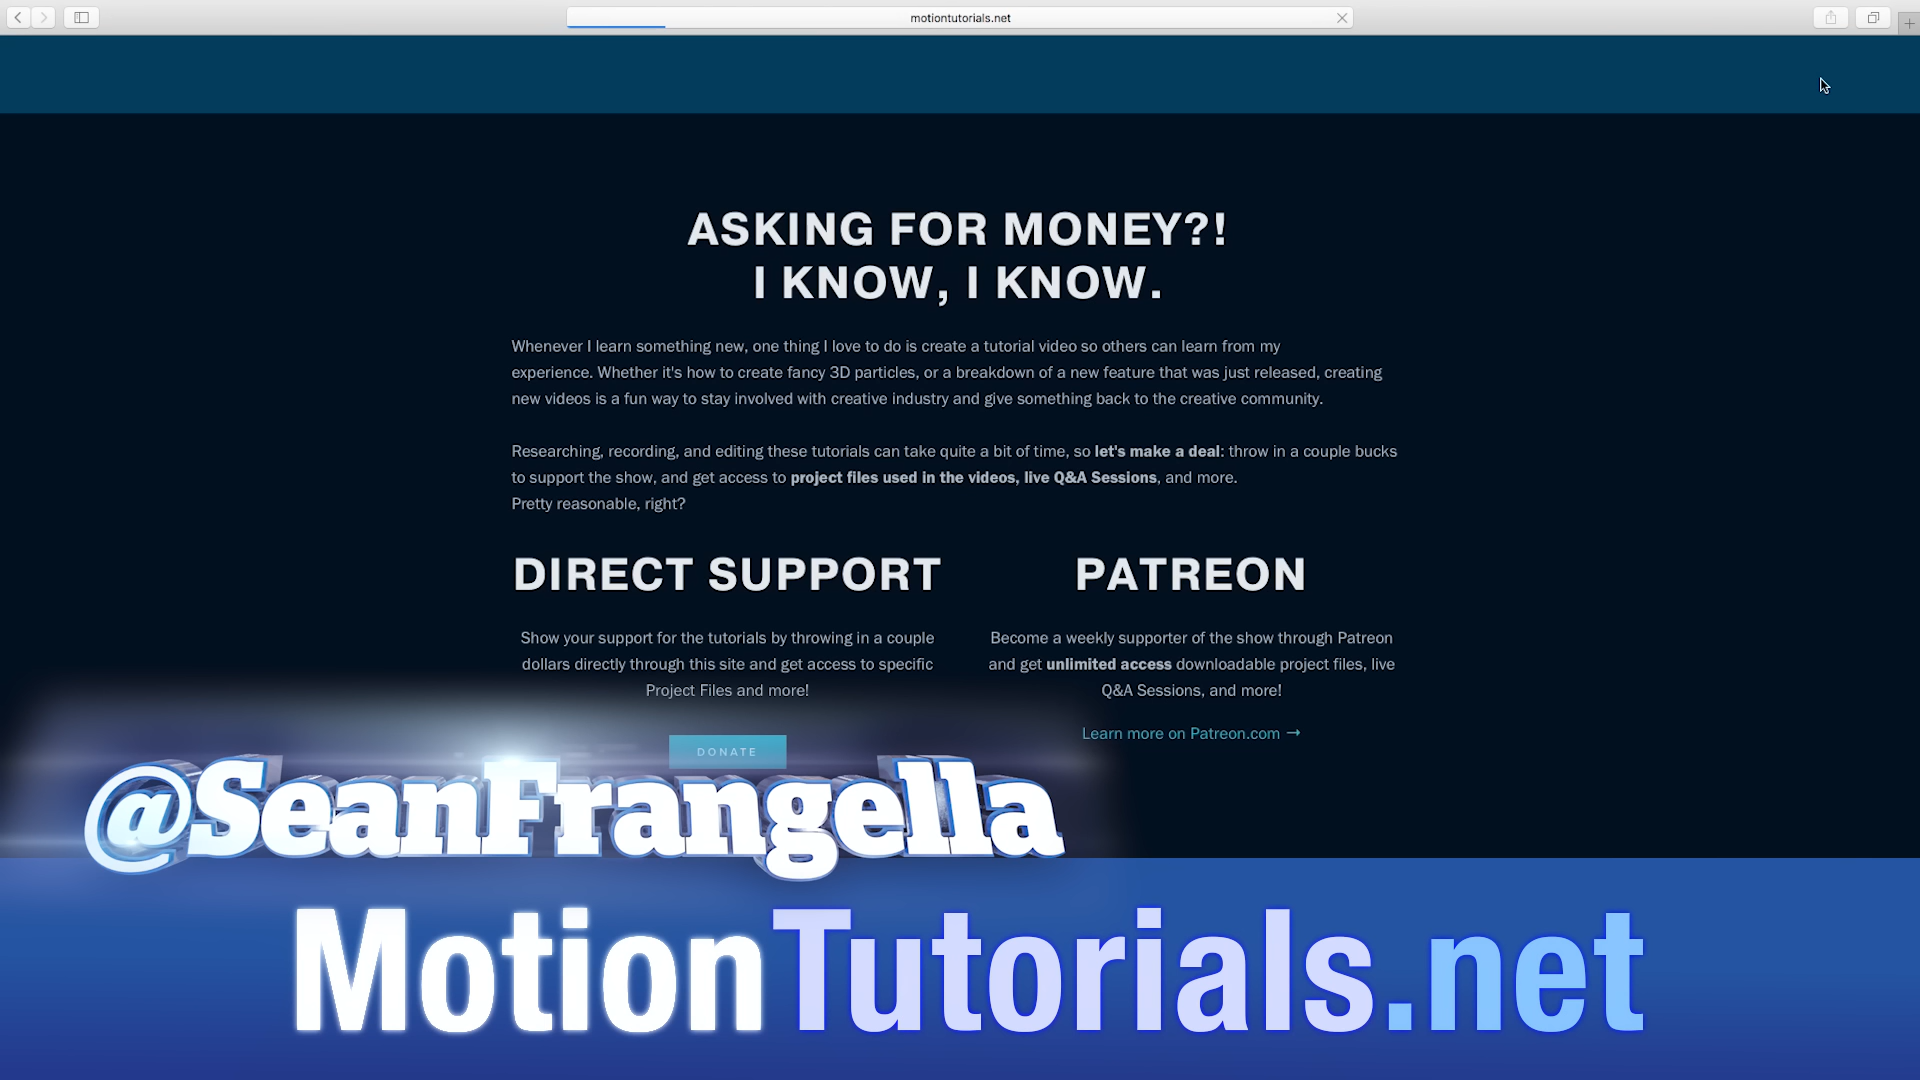 motiontutorials.net
ASKING FOR MONEY?!
I KNOW, I KNOW.
Whenever I learn something new, one thing I love to do is create a tutorial video so others can learn from my
experience. Whether it's how to create fancy 3D particles, or a breakdown of a new feature that was just released, creating
new videos is a fun way to stay involved with creative industry and give something back to the creative community.
Researching, recording, and editing these tutorials can take quite a bit of time, so let's make a deal: throw in a couple bucks
to support the show, and get access to project files used in the videos, live Q&A Sessions, and more.
Pretty reasonable, right?
DIRECT SUPPORT
Show your support for the tutorials by throwing in a couple
dollars directly through this site and get access to specific
Project Files and more!
DONATE
PATREON
Become a weekly supporter of the show through Patreon
and get unlimited access downloadable project files, live
Q&A Sessions, and more!
Learn more on Patreon.com →
@SeanFrangella
MotionTutorials.net